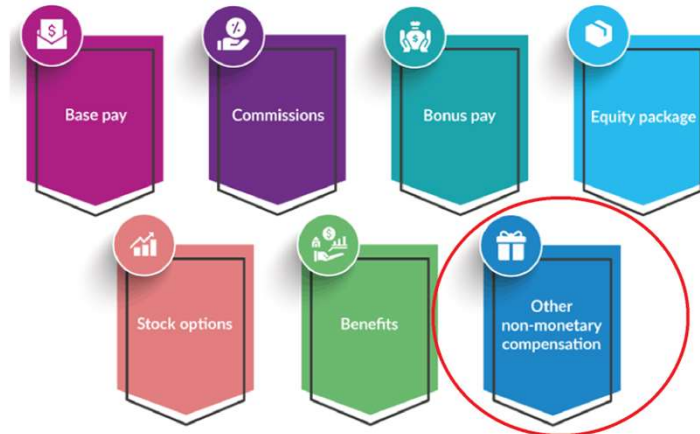 Base pay
Commissions
Bonus pay
Equity package
Stock options
Benefits
Other
non-monetary
compensation